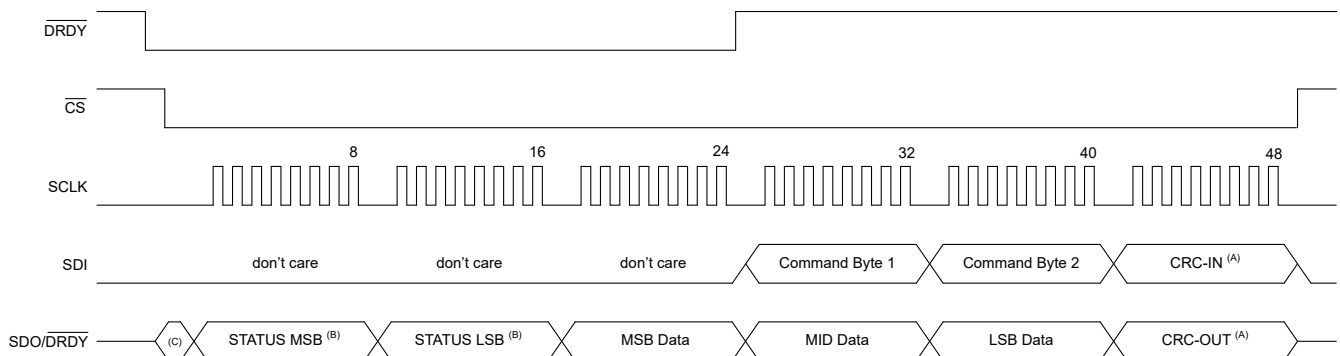 DRDY
CS
8 16 24 32 40 48
SCLK
SDI don't care don't care don't care Command Byte 1 Command Byte 2 CRC-IN (A)
SDO/DRDY (C) STATUS MSB (B) STATUS LSB (B) MSB Data MID Data LSB Data CRC-OUT (A)